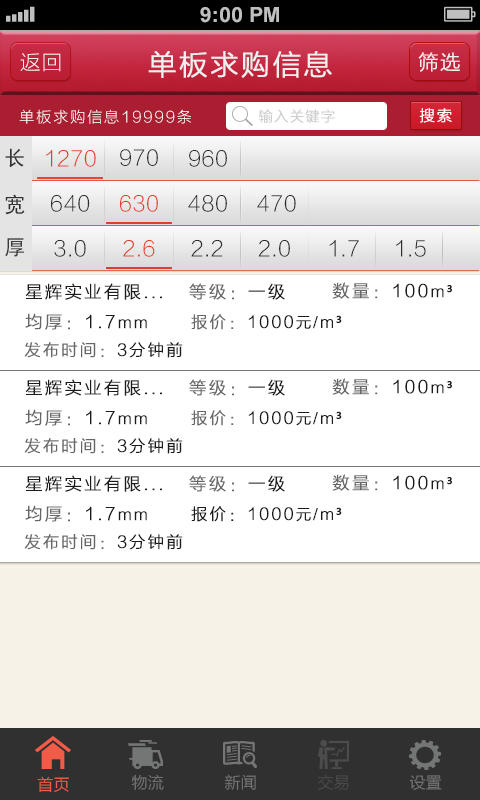 9:00 PM
返回 单板求购信息 筛选
单板求购信息19999条 输入关键字 搜索
长 1270 970 960
宽 640 630 480 470
厚 3.0 2.6 2.2 2.0 1.7 1.5
星辉实业有限... 等级：一级 数量：100m³
均厚：1.7mm 报价：1000元/m³
发布时间：3分钟前
星辉实业有限... 等级：一级 数量：100m³
均厚：1.7mm 报价：1000元/m³
发布时间：3分钟前
星辉实业有限... 等级：一级 数量：100m³
均厚：1.7mm 报价：1000元/m³
发布时间：3分钟前
首页 物流 新闻 交易 设置